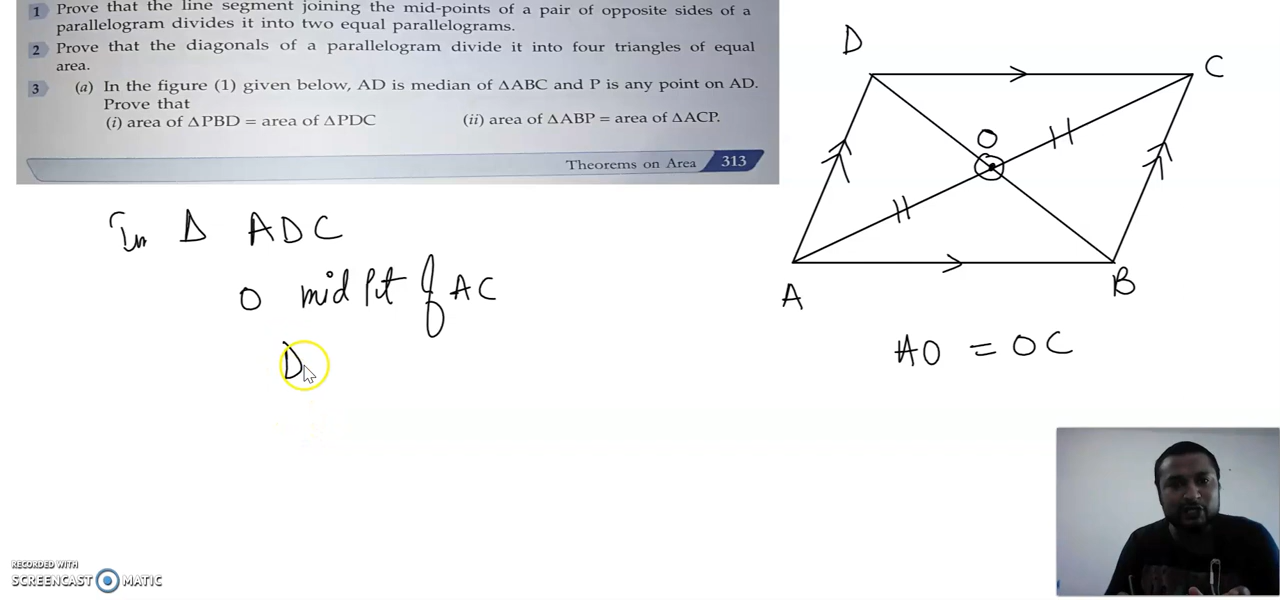 1 Prove that the line segment joining the mid-points of a pair of opposite sides of a
parallelogram divides it into two equal parallelograms.
2 Prove that the diagonals of a parallelogram divide it into four triangles of equal
area.
3 (a) In the figure (1) given below, AD is median of ΔABC and P is any point on AD.
Prove that
(i) area of ΔPBD = area of ΔPDC (ii) area of ΔABP = area of ΔACP.
Theorems on Area 313
In Δ ADC
O mid Pt of AC
D
D
C
O
A
B
AO = OC
RECORDED WITH
SCREENCAST MATIC